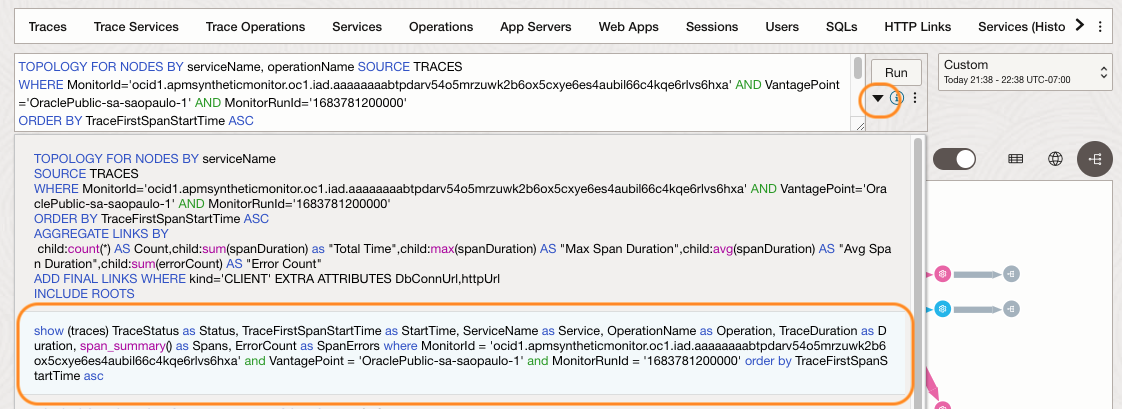 Traces Trace Services Trace Operations Services Operations App Servers Web Apps Sessions Users SQLs HTTP Links Services (Histo
TOPOLOGY FOR NODES BY serviceName, operationName SOURCE TRACES
WHERE MonitorId='ocid1.apmsyntheticmonitor.oc1.iad.aaaaaaaabtpdarv54o5mrzuwk2b6ox5cxye6es4aubil66c4kqe6rlvs6hxa' AND VantagePoint
='OraclePublic-sa-saopaulo-1' AND MonitorRunId='1683781200000'
ORDER BY TraceFirstSpanStartTime ASC
Run
Custom
Today 21:38 - 22:38 UTC-07:00
TOPOLOGY FOR NODES BY serviceName
SOURCE TRACES
WHERE MonitorId='ocid1.apmsyntheticmonitor.oc1.iad.aaaaaaaabtpdarv54o5mrzuwk2b6ox5cxye6es4aubil66c4kqe6rlvs6hxa' AND VantagePoint='Ora
clePublic-sa-saopaulo-1' AND MonitorRunId='1683781200000'
ORDER BY TraceFirstSpanStartTime ASC
AGGREGATE LINKS BY
child:count(*) AS Count,child:sum(spanDuration) as "Total Time",child:max(spanDuration) AS "Max Span Duration",child:avg(spanDuration) AS "Avg Spa
n Duration",child:sum(errorCount) AS "Error Count"
ADD FINAL LINKS WHERE kind='CLIENT' EXTRA ATTRIBUTES DbConnUrl,httpUrl
INCLUDE ROOTS
show (traces) TraceStatus as Status, TraceFirstSpanStartTime as StartTime, ServiceName as Service, OperationName as Operation, TraceDuration as D
uration, span_summary() as Spans, ErrorCount as SpanErrors where MonitorId = 'ocid1.apmsyntheticmonitor.oc1.iad.aaaaaaaabtpdarv54o5mrzuwk2b6
ox5cxye6es4aubil66c4kqe6rlvs6hxa' and VantagePoint = 'OraclePublic-sa-saopaulo-1' and MonitorRunId = '1683781200000' order by TraceFirstSpanS
tartTime asc